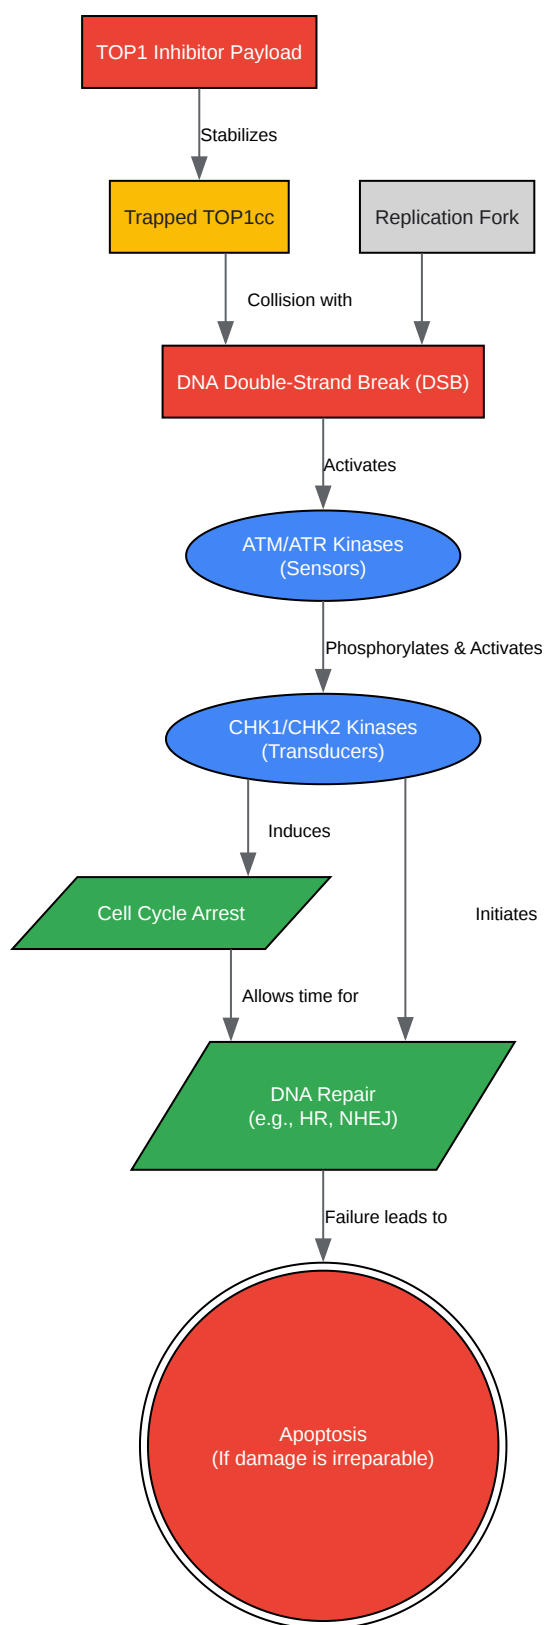 TOP1 Inhibitor Payload
Stabilizes
Trapped TOP1cc
Replication Fork
Collision with
DNA Double-Strand Break (DSB)
Activates
ATM/ATR Kinases
(Sensors)
Phosphorylates & Activates
CHK1/CHK2 Kinases
(Transducers)
Induces
Cell Cycle Arrest
Initiates
Allows time for
DNA Repair
(e.g., HR, NHEJ)
Failure leads to
Apoptosis
(If damage is irreparable)